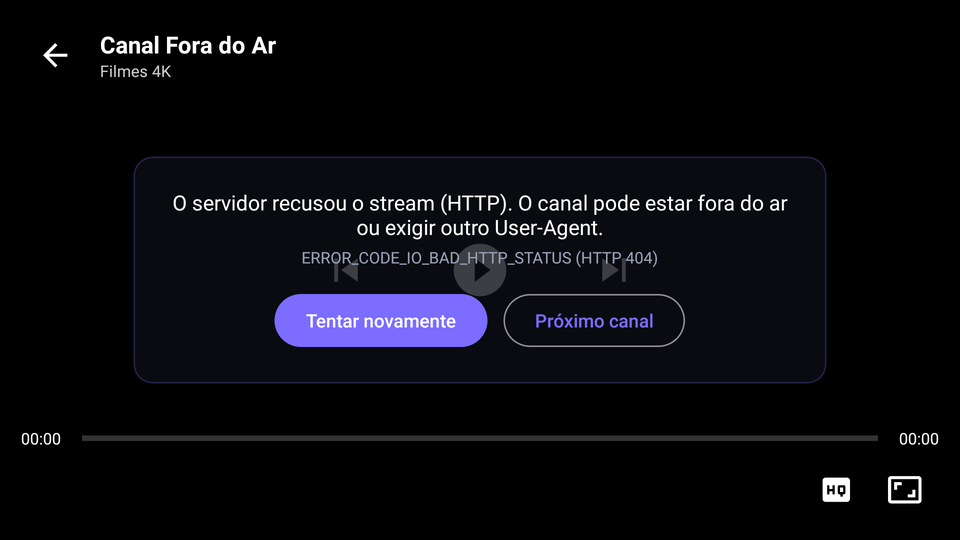 Canal Fora do Ar
Filmes 4K
O servidor recusou o stream (HTTP). O canal pode estar fora do ar
ou exigir outro User-Agent.
ERROR_CODE_IO_BAD_HTTP_STATUS (HTTP 404)
Tentar novamente
Próximo canal
00:00
00:00
HQ